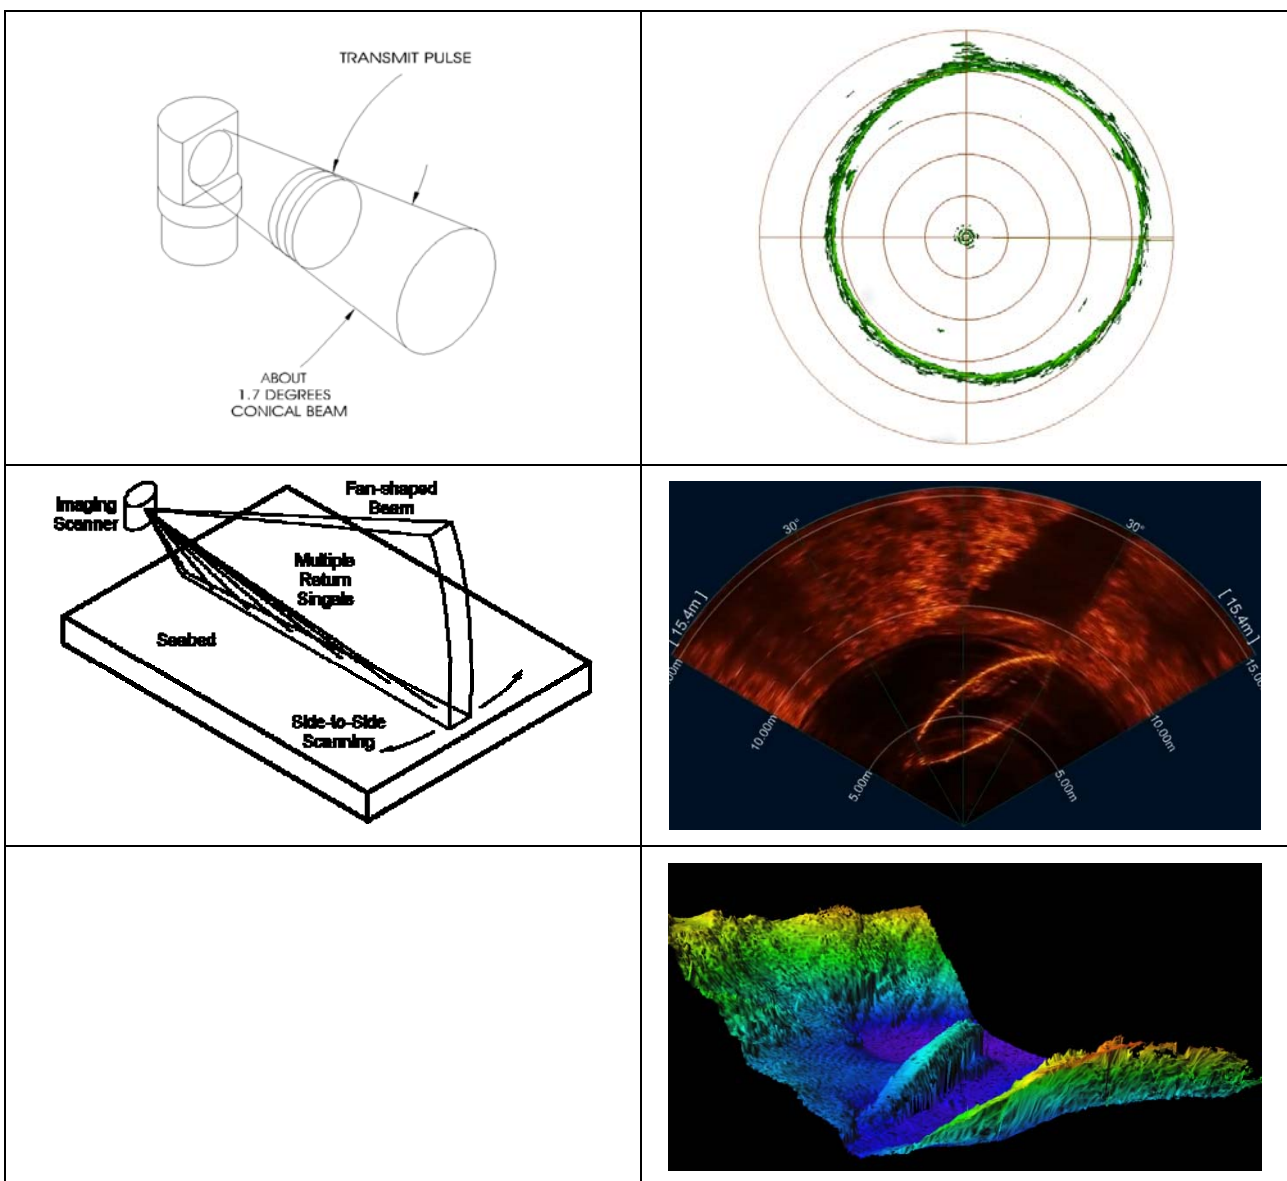 TRANSMIT PULSE
ABOUT
1.7 DEGREES
CONICAL BEAM
Imaging
Scanner
Fan-shaped
Beam
Multiple
Return
Singals
Seabed
Side-to-Side
Scanning
30°
30°
[ 15.4m ]
[ 15.4m ]
10.00m
10.00m
5.00m
5.00m